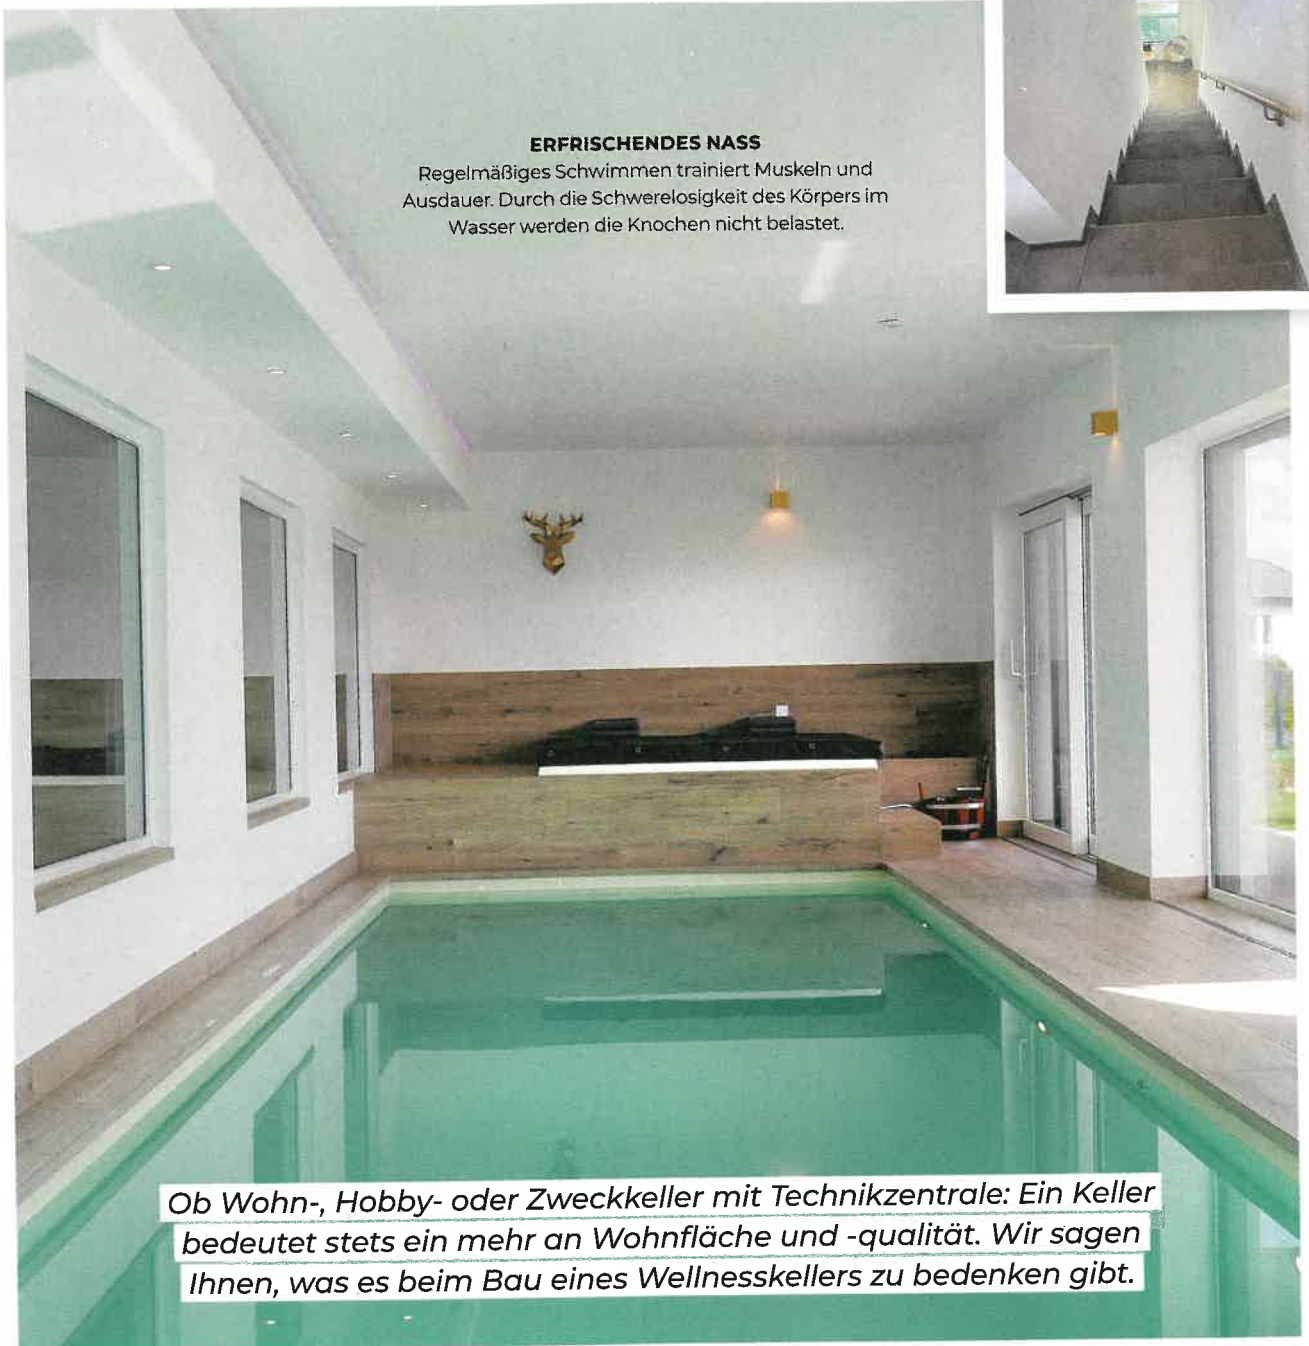 ERFRISCHENDES NASS
Regelmäßiges Schwimmen trainiert Muskeln und
Ausdauer. Durch die Schwerelosigkeit des Körpers im
Wasser werden die Knochen nicht belastet.
Ob Wohn-, Hobby- oder Zweckkeller mit Technikzentrale: Ein Keller
bedeutet stets ein mehr an Wohnfläche und -qualität. Wir sagen
Ihnen, was es beim Bau eines Wellnesskellers zu bedenken gibt.